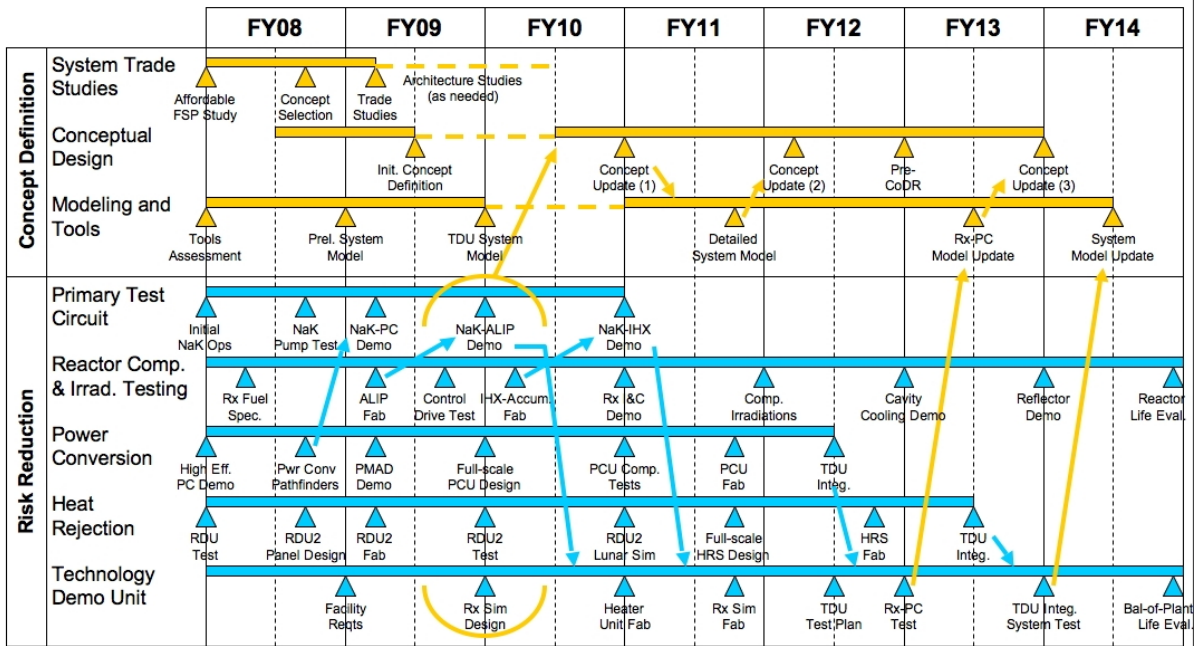 FY08 FY09 FY10 FY11 FY12 FY13 FY14
Concept Definition
System Trade
Studies
Affordable
FSP Study
Concept
Selection
Trade
Studies
Architecture Studies
(as needed)
Conceptual
Design
Init. Concept
Definition
Concept
Update (1)
Concept
Update (2)
Pre-
CoDR
Concept
Update (3)
Modeling and
Tools
Tools
Assessment
Prel. System
Model
TDU System
Model
Detailed
System Model
Rx-PC
Model Update
System
Model Update
Risk Reduction
Primary Test
Circuit
Initial
NaK Ops
NaK
Pump Test
NaK-PC
Demo
NaK-ALIP
Demo
NaK-IHX
Demo
Reactor Comp.
& Irrad. Testing
Rx Fuel
Spec.
ALIP
Fab
Control
Drive Test
IHX-Accum.
Fab
Rx I&C
Demo
Comp.
Irradiations
Cavity
Cooling Demo
Reflector
Demo
Reactor
Life Eval.
Power
Conversion
High Eff.
PC Demo
Pwr Conv
Pathfinders
PMAD
Demo
Full-scale
PCU Design
PCU Comp.
Tests
PCU
Fab
TDU
Integ.
Heat
Rejection
RDU
Test
RDU2
Panel Design
RDU2
Fab
RDU2
Test
RDU2
Lunar Sim
Full-scale
HRS Design
HRS
Fab
TDU
Integ.
Technology
Demo Unit
Facility
Reqts
Rx Sim
Design
Heater
Unit Fab
Rx Sim
Fab
TDU
Test Plan
Rx-PC
Test
TDU Integ.
System Test
Bal-of-Plant
Life Eval.